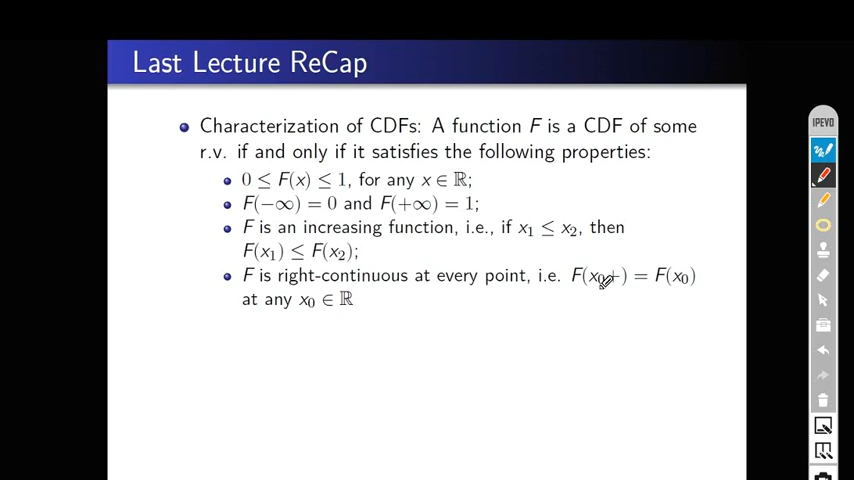 Last Lecture ReCap
Characterization of CDFs: A function F is a CDF of some
r.v. if and only if it satisfies the following properties:
0 ≤ F(x) ≤ 1, for any x ∈ ℝ;
F(−∞) = 0 and F(+∞) = 1;
F is an increasing function, i.e., if x₁ ≤ x₂, then
F(x₁) ≤ F(x₂);
F is right-continuous at every point, i.e. F(x₀+) = F(x₀)
at any x₀ ∈ ℝ
IPEVO